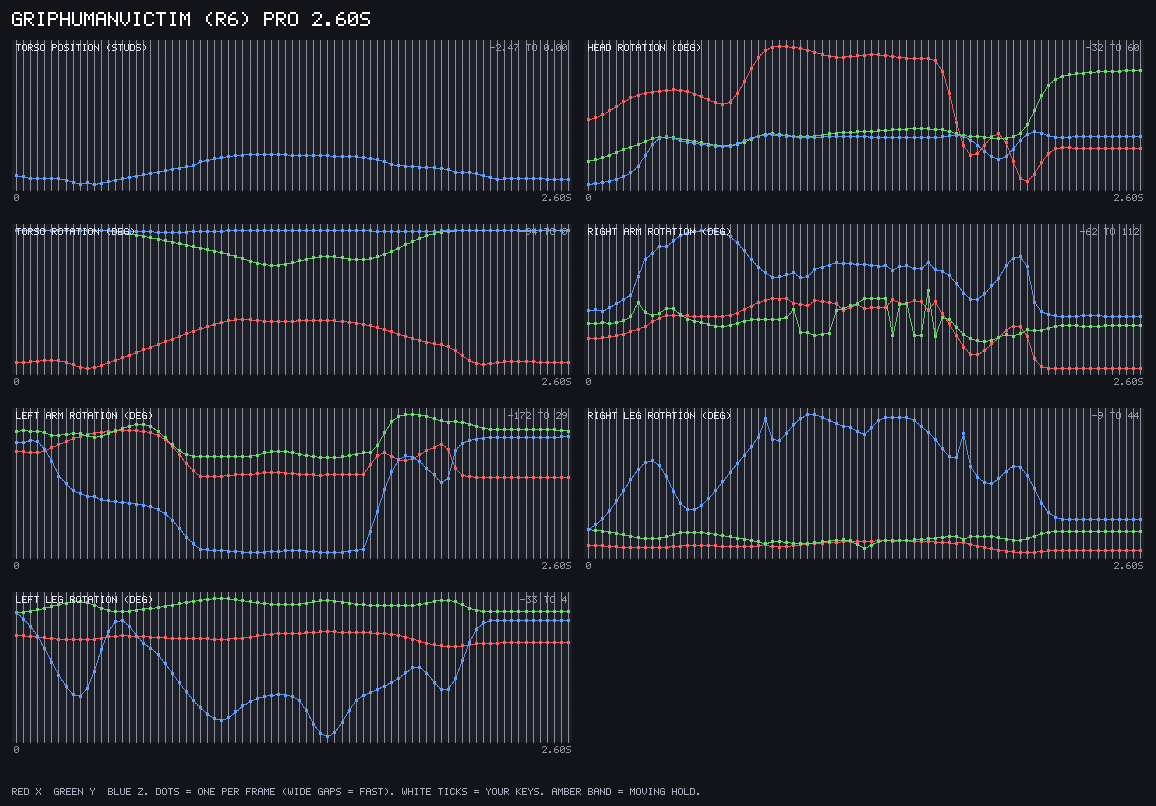 GRIPHUMANVICTIM (R6) PRO 2.60S
TORSO POSITION (STUDS) -2.47 TO 0.00
HEAD ROTATION (DEG) -32 TO 60
0 2.60S
0 2.60S
TORSO ROTATION (DEG) -94 TO 0
RIGHT ARM ROTATION (DEG) -62 TO 112
0 2.60S
0 2.60S
LEFT ARM ROTATION (DEG) -172 TO 29
RIGHT LEG ROTATION (DEG) -9 TO 44
0 2.60S
0 2.60S
LEFT LEG ROTATION (DEG) -33 TO 4
0 2.60S
RED X GREEN Y BLUE Z. DOTS = ONE PER FRAME (WIDE GAPS = FAST). WHITE TICKS = YOUR KEYS. AMBER BAND = MOVING HOLD.